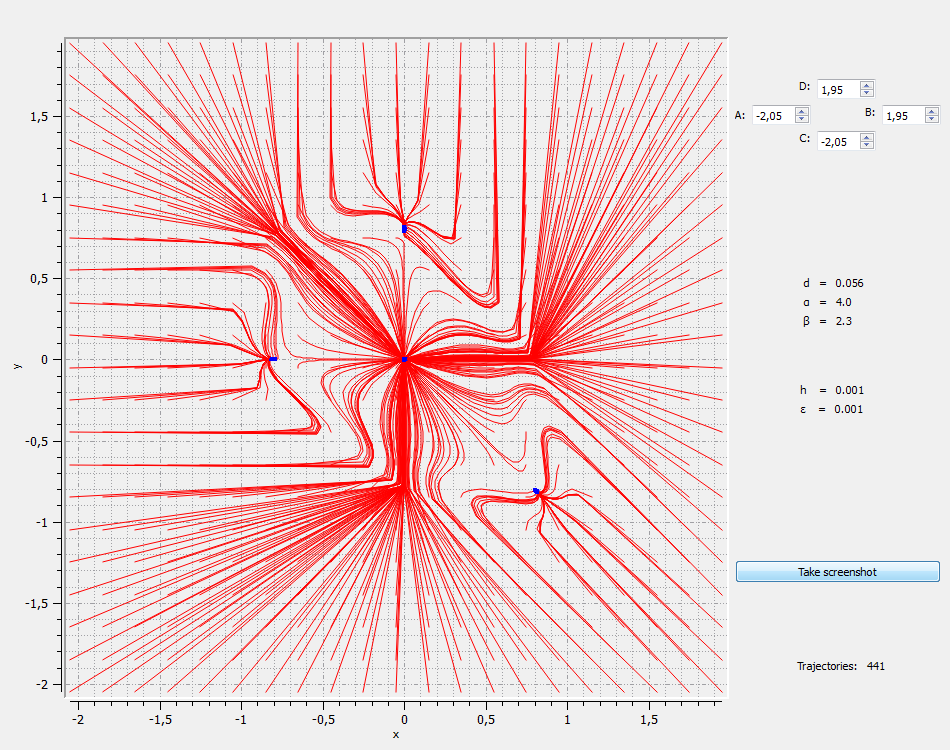 D: 1,95
A: -2,05 B: 1,95
C: -2,05
1,5
1
0,5
0
-0,5
-1
-1,5
-2
y
-2 -1,5 -1 -0,5 0 0,5 1 1,5
x
d = 0.056
α = 4.0
β = 2.3
h = 0.001
ε = 0.001
Take screenshot
Trajectories: 441